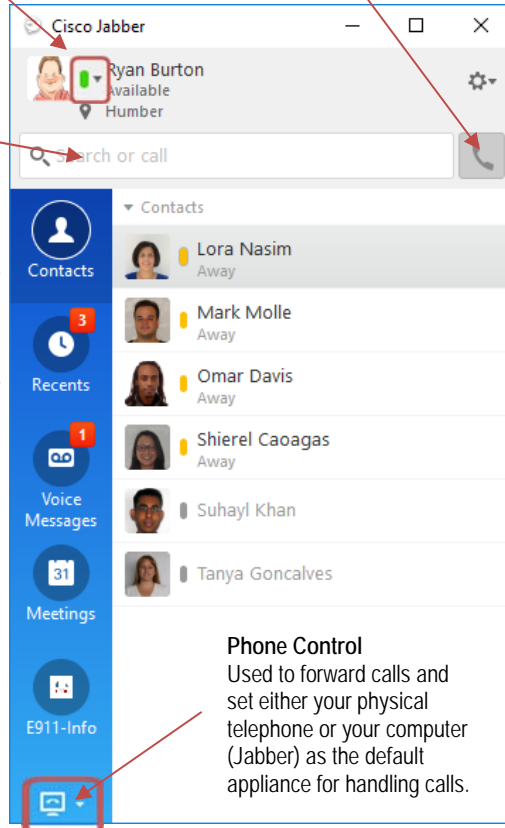 Cisco Jabber
Ryan Burton
Available
Humber
Search or call
Contacts
Contacts
Lora Nasim
Away
Mark Molle
Away
Omar Davis
Away
Shierel Caoagas
Away
Suhayl Khan
Tanya Goncalves
3
Recents
1
Voice
Messages
31
Meetings
E911-Info
Phone Control
Used to forward calls and
set either your physical
telephone or your computer
(Jabber) as the default
appliance for handling calls.